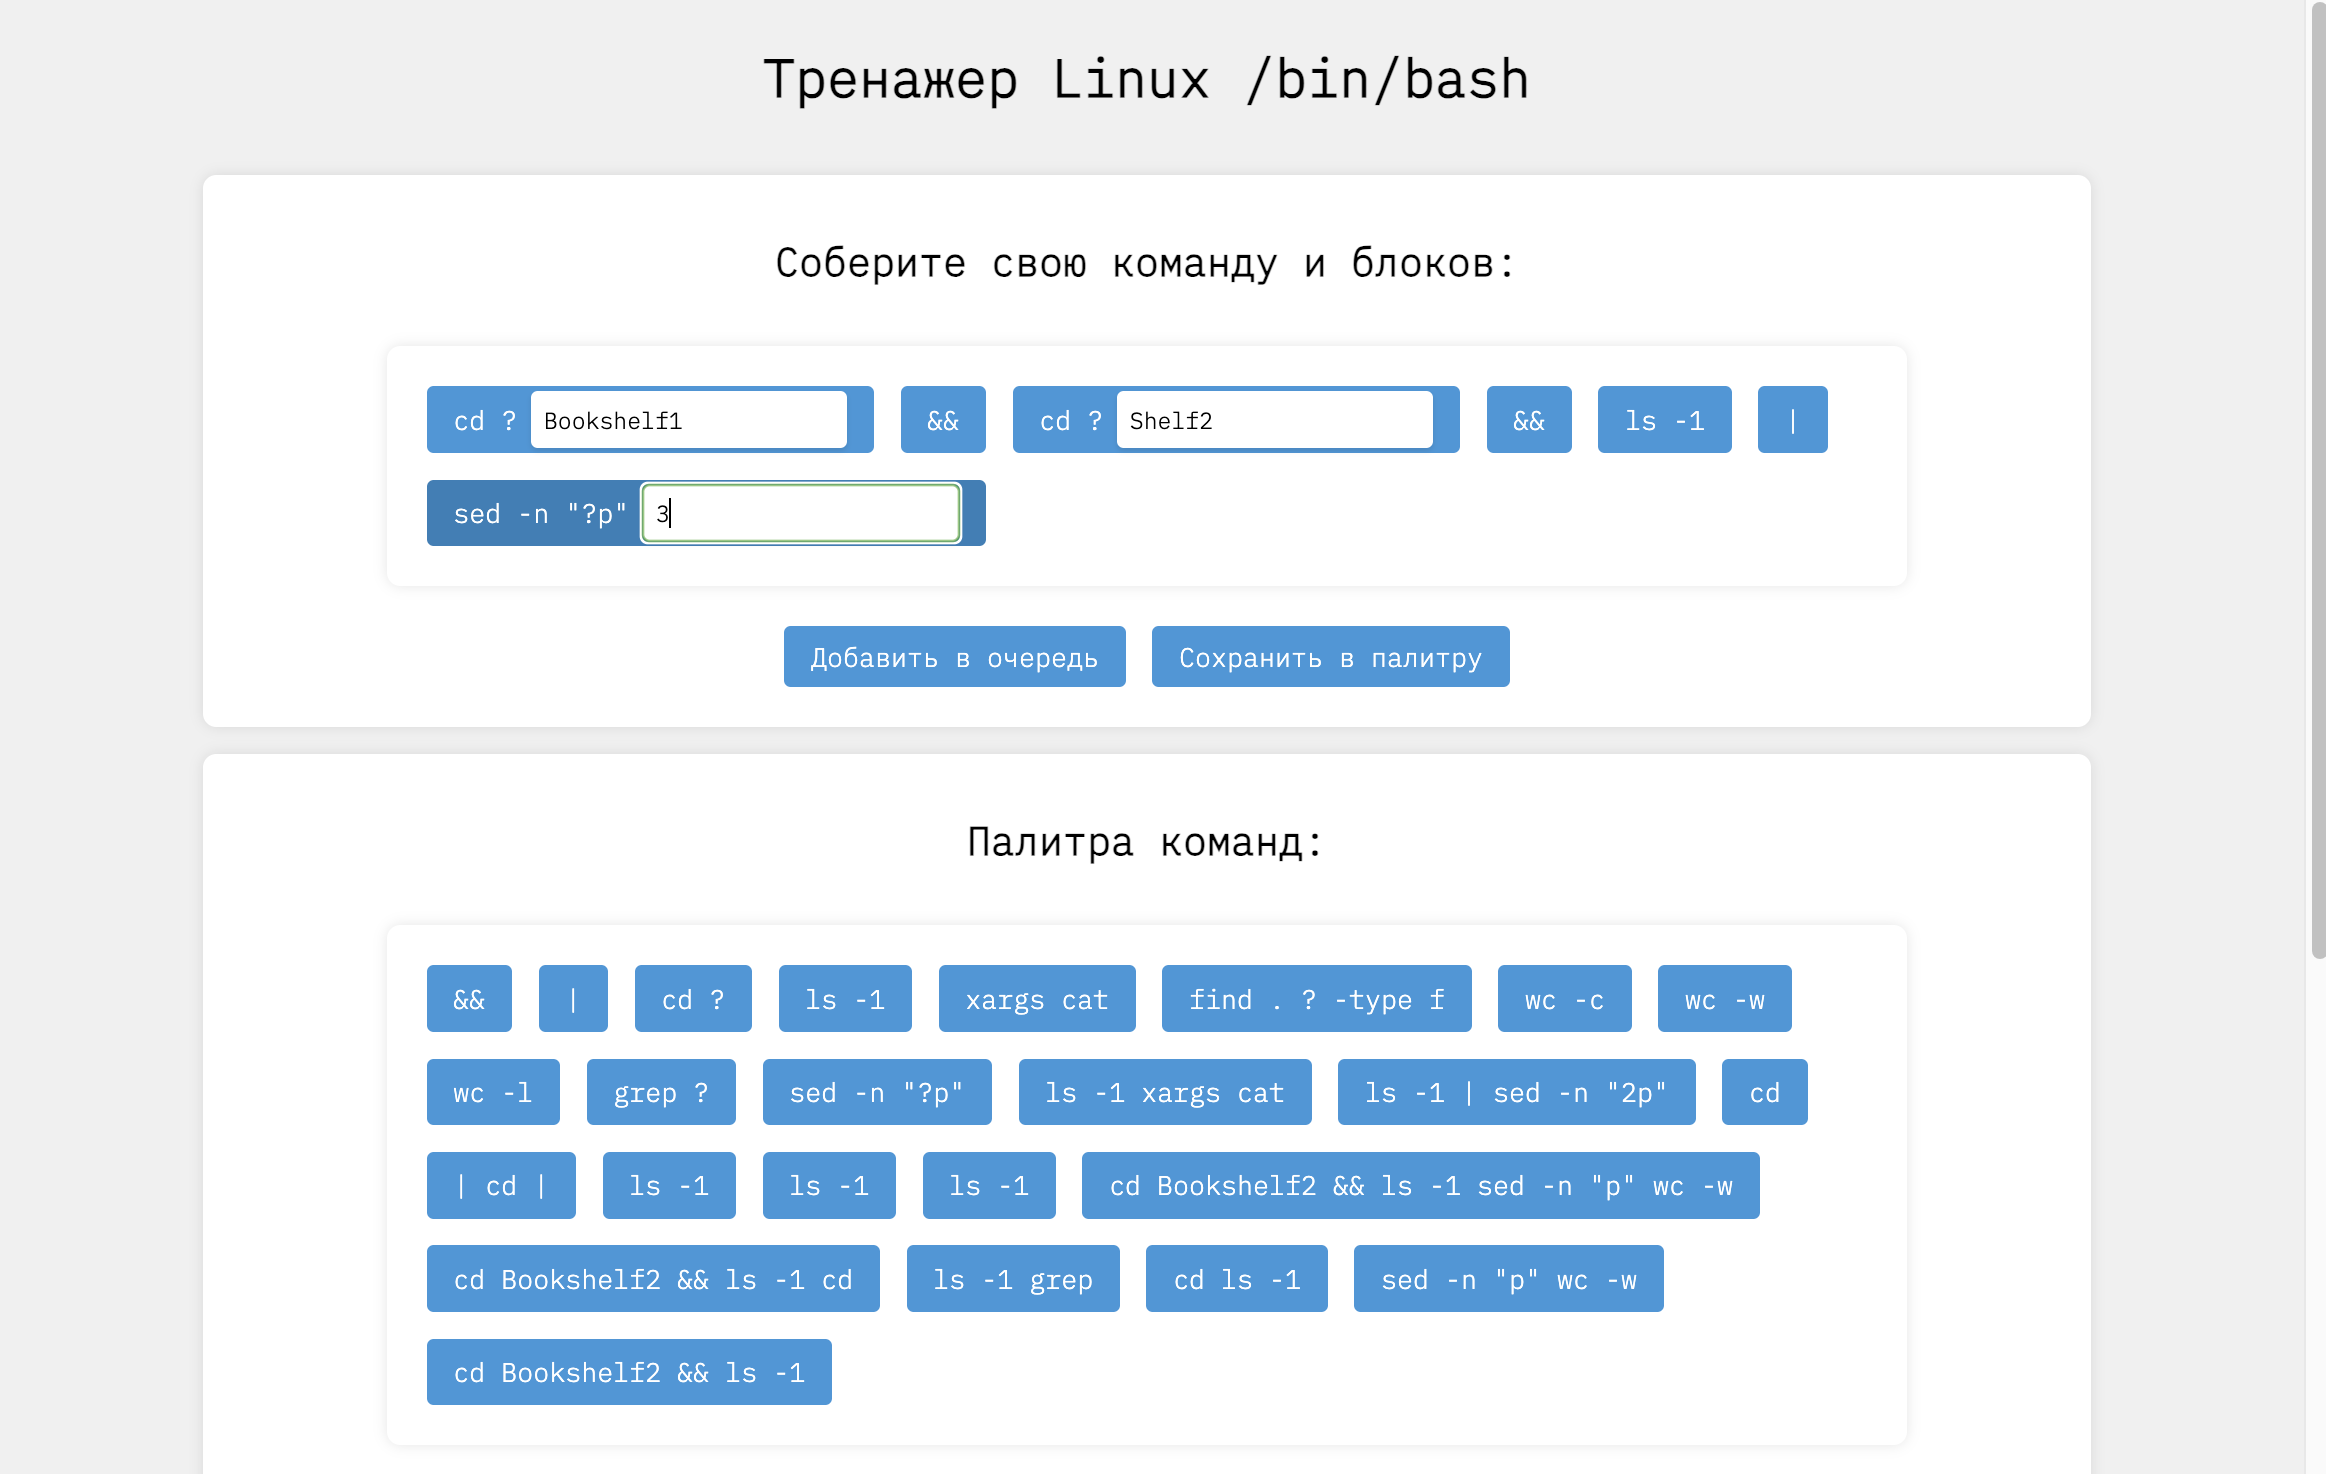 Тренажер Linux /bin/bash
Соберите свою команду и блоков:
cd ? Bookshelf1 && cd ? Shelf2 && ls -1 |
sed -n "?p" 3
Добавить в очередь Сохранить в палитру
Палитра команд:
&& | cd ? ls -1 xargs cat find . ? -type f wc -c wc -w
wc -l grep ? sed -n "?p" ls -1 xargs cat ls -1 | sed -n "2p" cd
| cd | ls -1 ls -1 ls -1 cd Bookshelf2 && ls -1 sed -n "p" wc -w
cd Bookshelf2 && ls -1 cd ls -1 grep cd ls -1 sed -n "p" wc -w
cd Bookshelf2 && ls -1